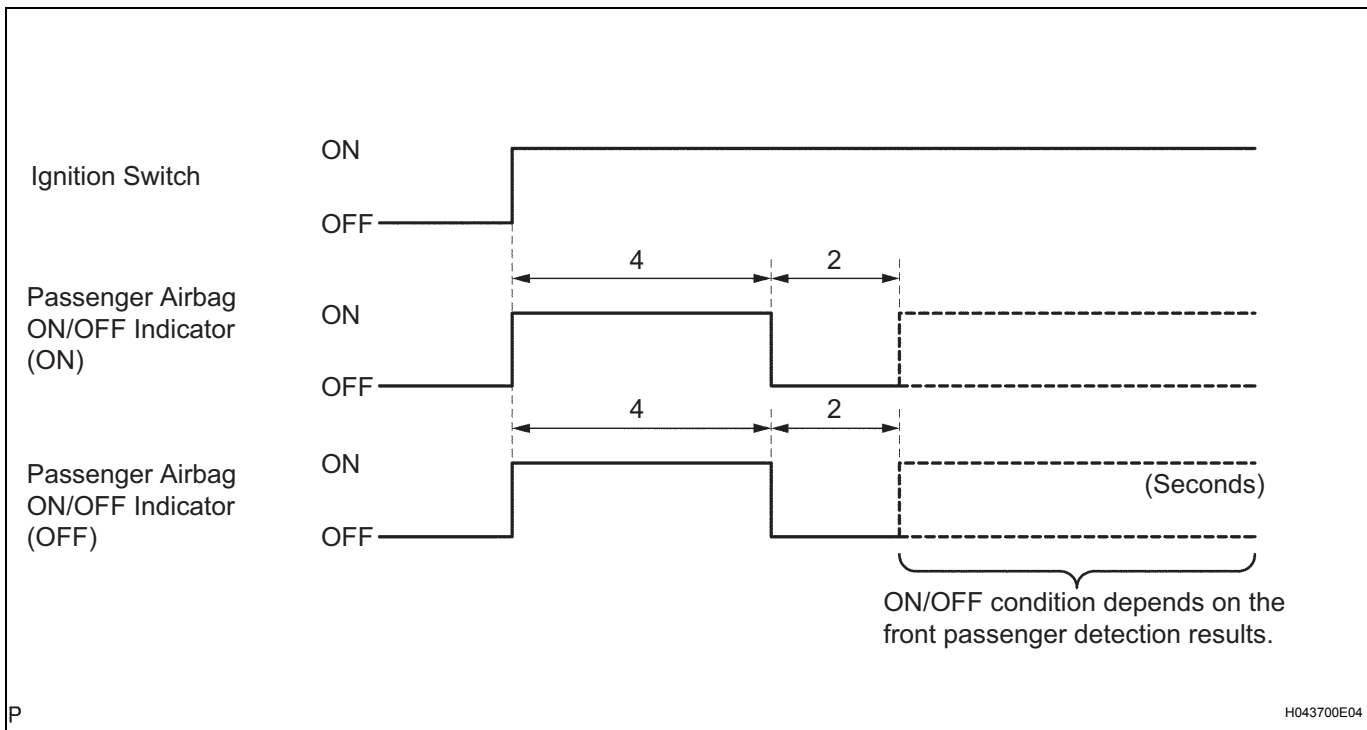 Ignition Switch
ON
OFF
4
2
Passenger Airbag
ON/OFF Indicator
(ON)
ON
OFF
4
2
Passenger Airbag
ON/OFF Indicator
(OFF)
ON
OFF
(Seconds)
ON/OFF condition depends on the
front passenger detection results.
P
H043700E04